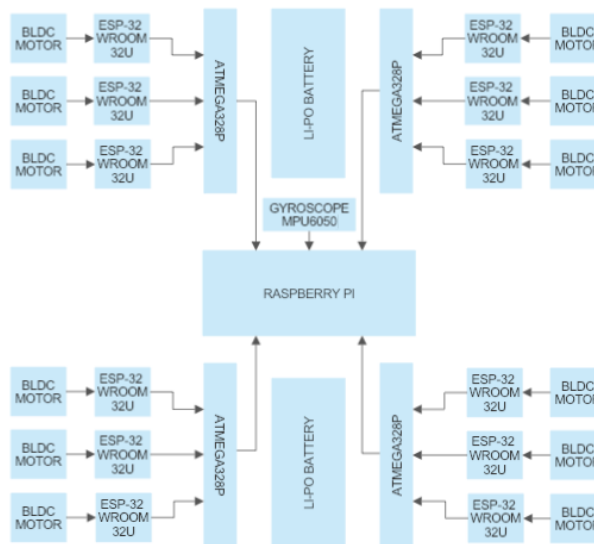 BLDC
MOTOR
ESP-32
WROOM
32U
ATMEGA328P
LI-PO BATTERY
ATMEGA328P
ESP-32
WROOM
32U
BLDC
MOTOR
BLDC
MOTOR
ESP-32
WROOM
32U
ESP-32
WROOM
32U
BLDC
MOTOR
BLDC
MOTOR
ESP-32
WROOM
32U
ESP-32
WROOM
32U
BLDC
MOTOR
GYROSCOPE
MPU6050
RASPBERRY PI
BLDC
MOTOR
ESP-32
WROOM
32U
ATMEGA328P
LI-PO BATTERY
ATMEGA328P
ESP-32
WROOM
32U
BLDC
MOTOR
BLDC
MOTOR
ESP-32
WROOM
32U
ESP-32
WROOM
32U
BLDC
MOTOR
BLDC
MOTOR
ESP-32
WROOM
32U
ESP-32
WROOM
32U
BLDC
MOTOR